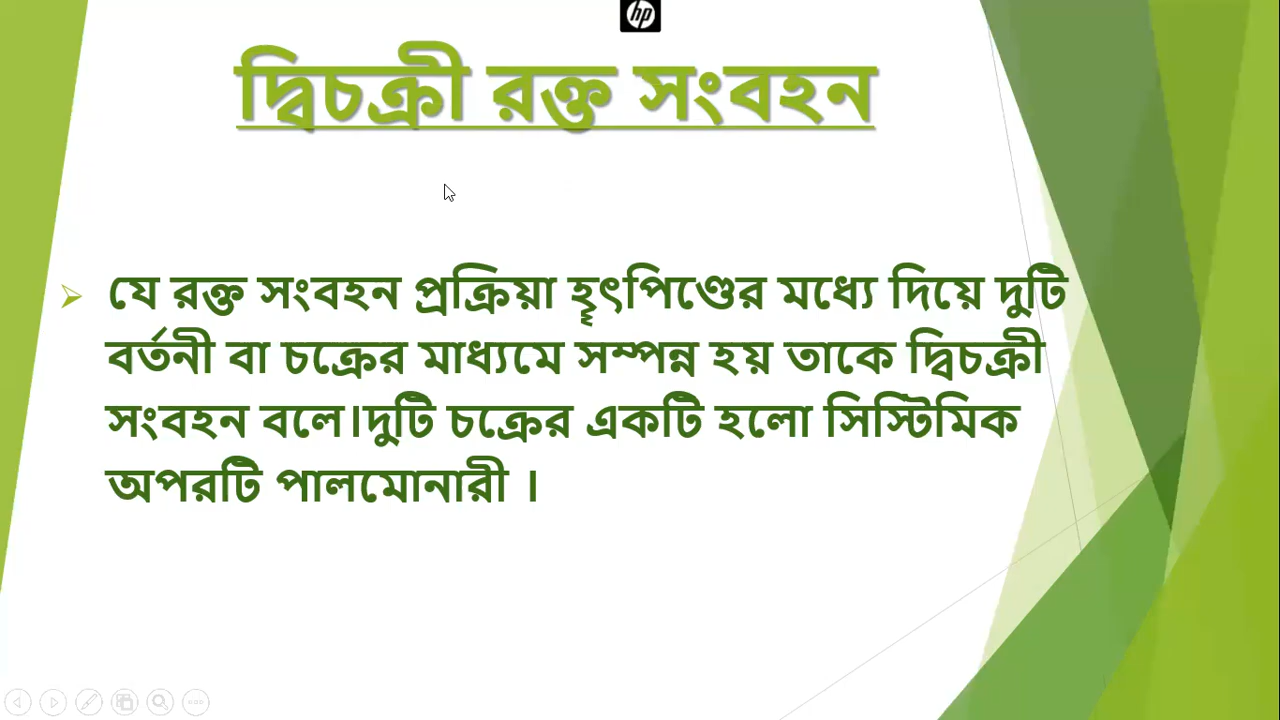 hp
দ্বিচক্রী রক্ত সংবহন
যে রক্ত সংবহন প্রক্রিয়া হৃৎপিণ্ডের মধ্যে দিয়ে দুটি
বর্তনী বা চক্রের মাধ্যমে সম্পন্ন হয় তাকে দ্বিচক্রী
সংবহন বলে।দুটি চক্রের একটি হলো সিস্টিমিক
অপরটি পালমোনারী ।